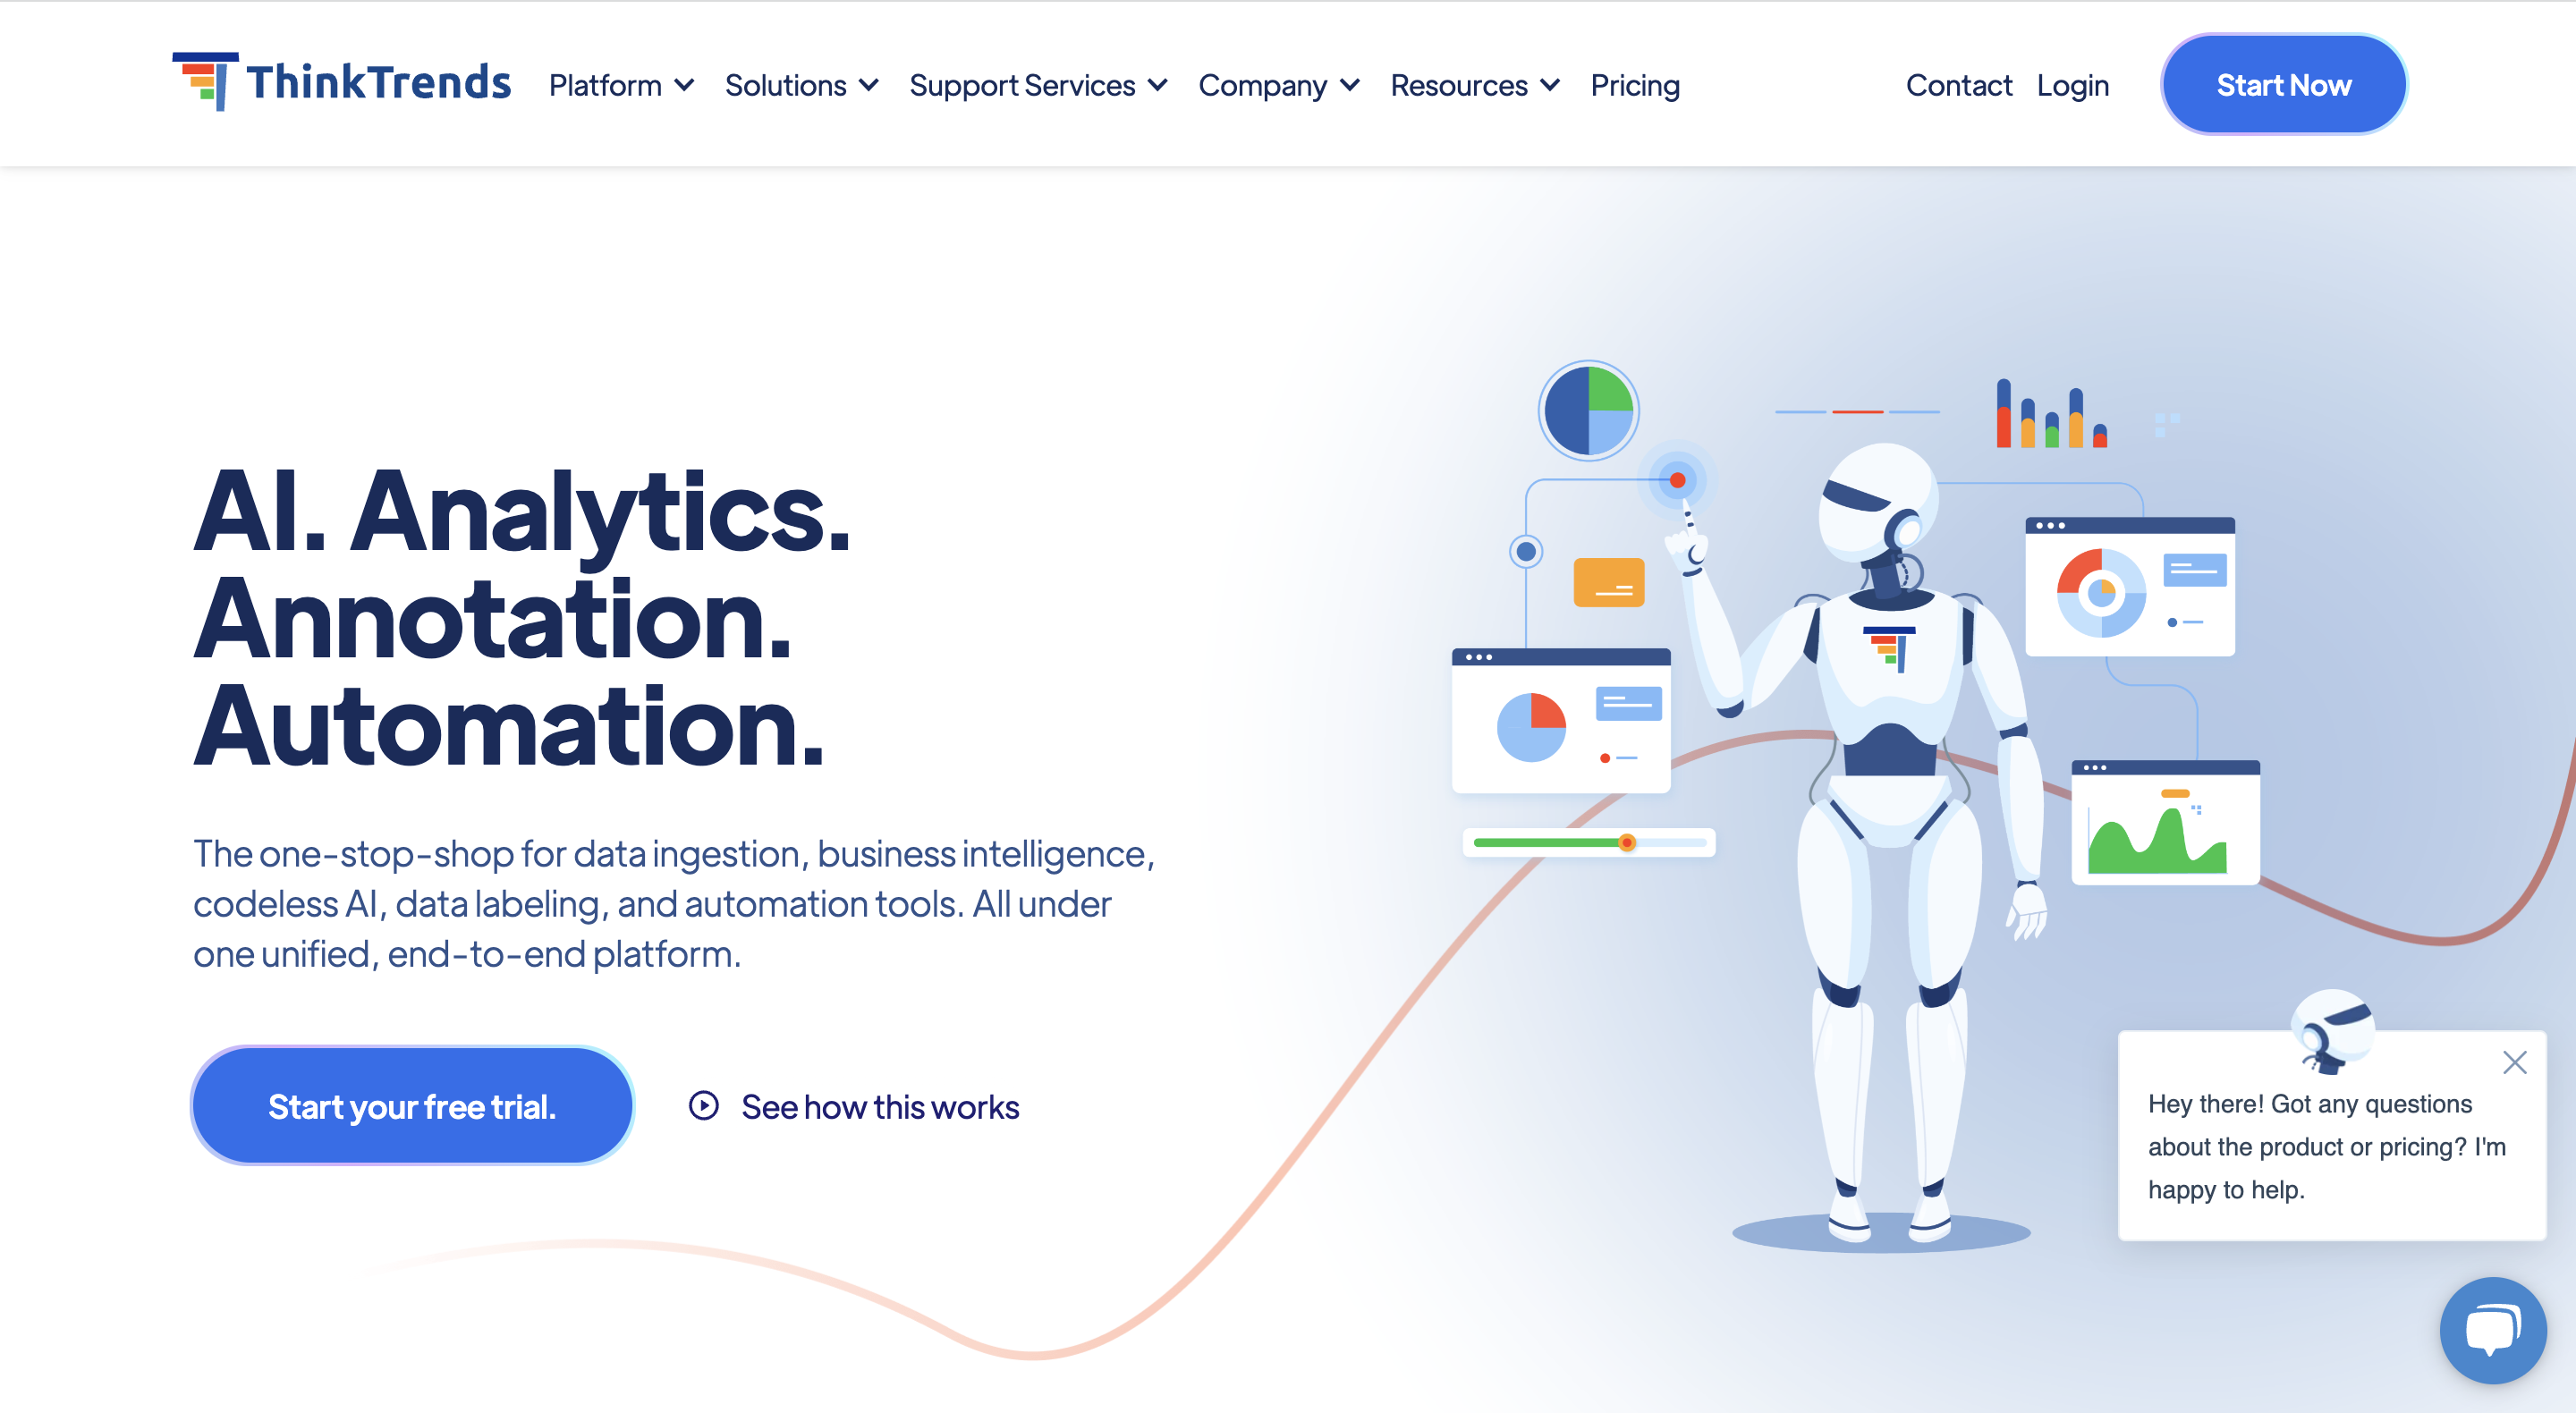 ThinkTrends Platform Solutions Support Services Company Resources Pricing Contact Login Start Now
AI. Analytics.
Annotation.
Automation.
The one-stop-shop for data ingestion, business intelligence,
codeless AI, data labeling, and automation tools. All under
one unified, end-to-end platform.
Start your free trial. See how this works
Hey there! Got any questions
about the product or pricing? I'm
happy to help.